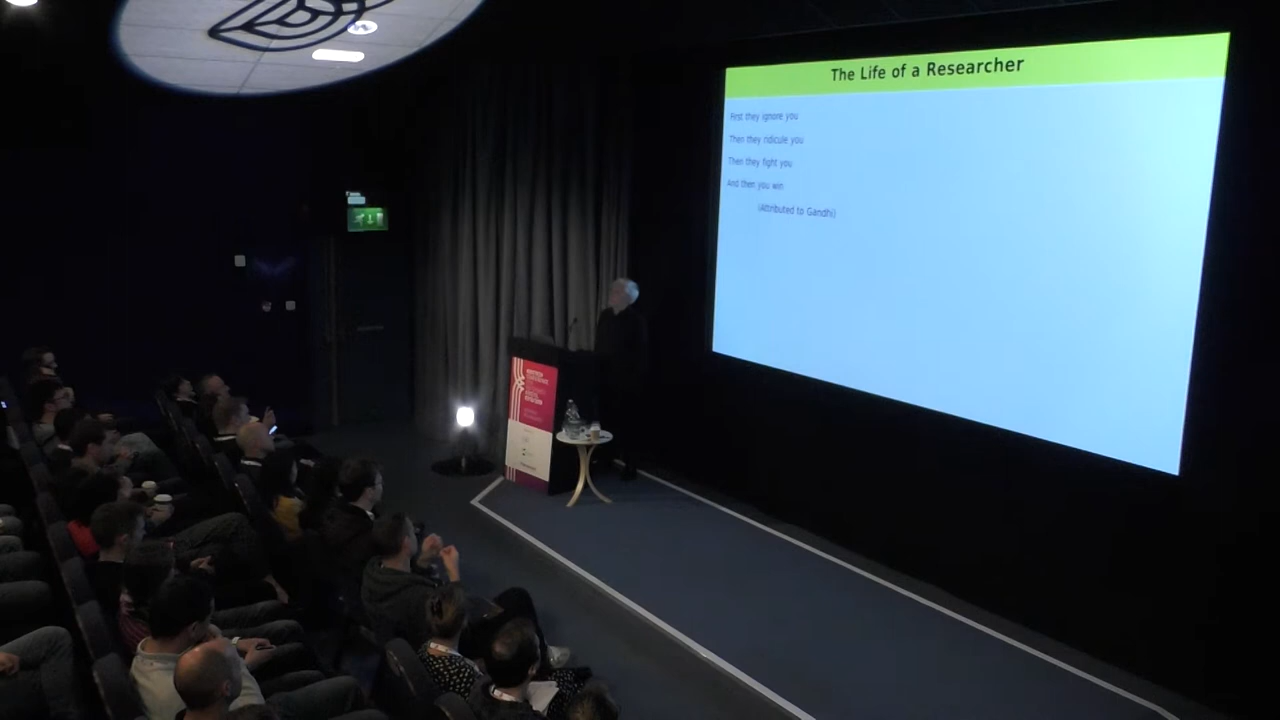 The Life of a Researcher
First they ignore you
Then they ridicule you
Then they fight you
And then you win
(Attributed to Gandhi)